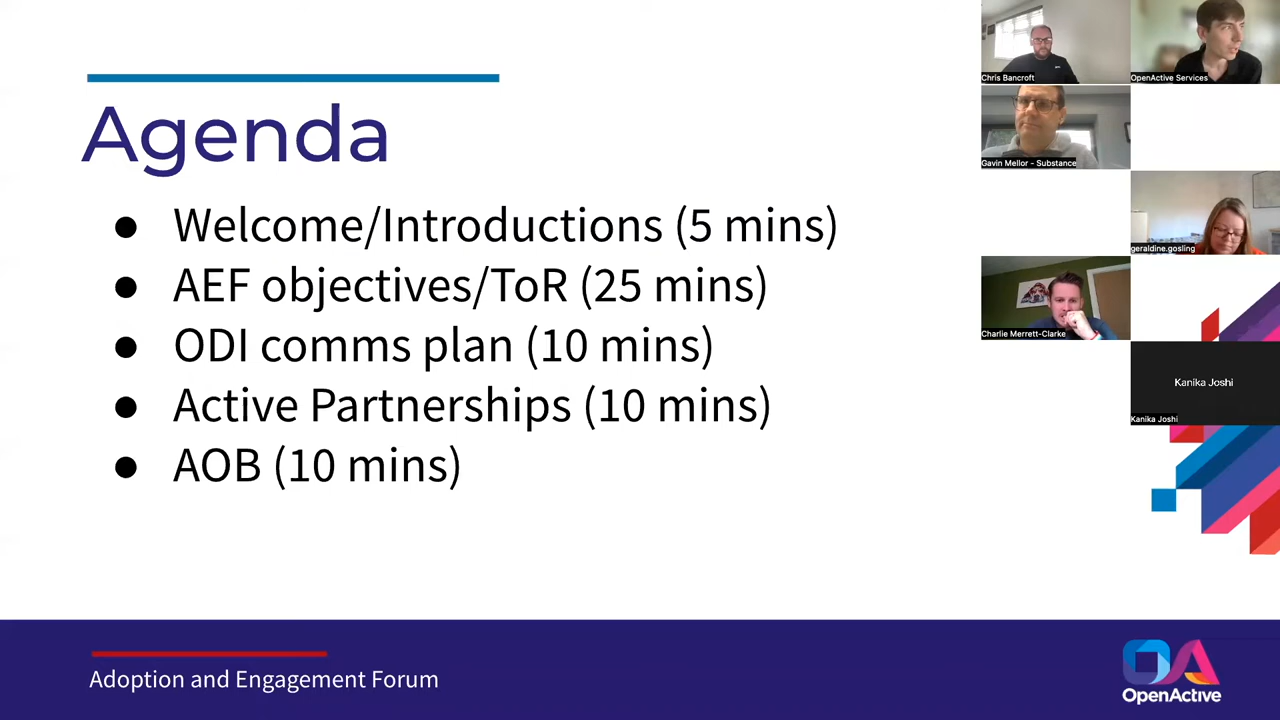 Agenda
● Welcome/Introductions (5 mins)
● AEF objectives/ToR (25 mins)
● ODI comms plan (10 mins)
● Active Partnerships (10 mins)
● AOB (10 mins)
Adoption and Engagement Forum
Chris Bancroft
OpenActive Services
Gavin Mellor - Substance
geraldine.gosling
Charlie Merrett-Clarke
Kanika Joshi
Kanika Joshi
OA
OpenActive